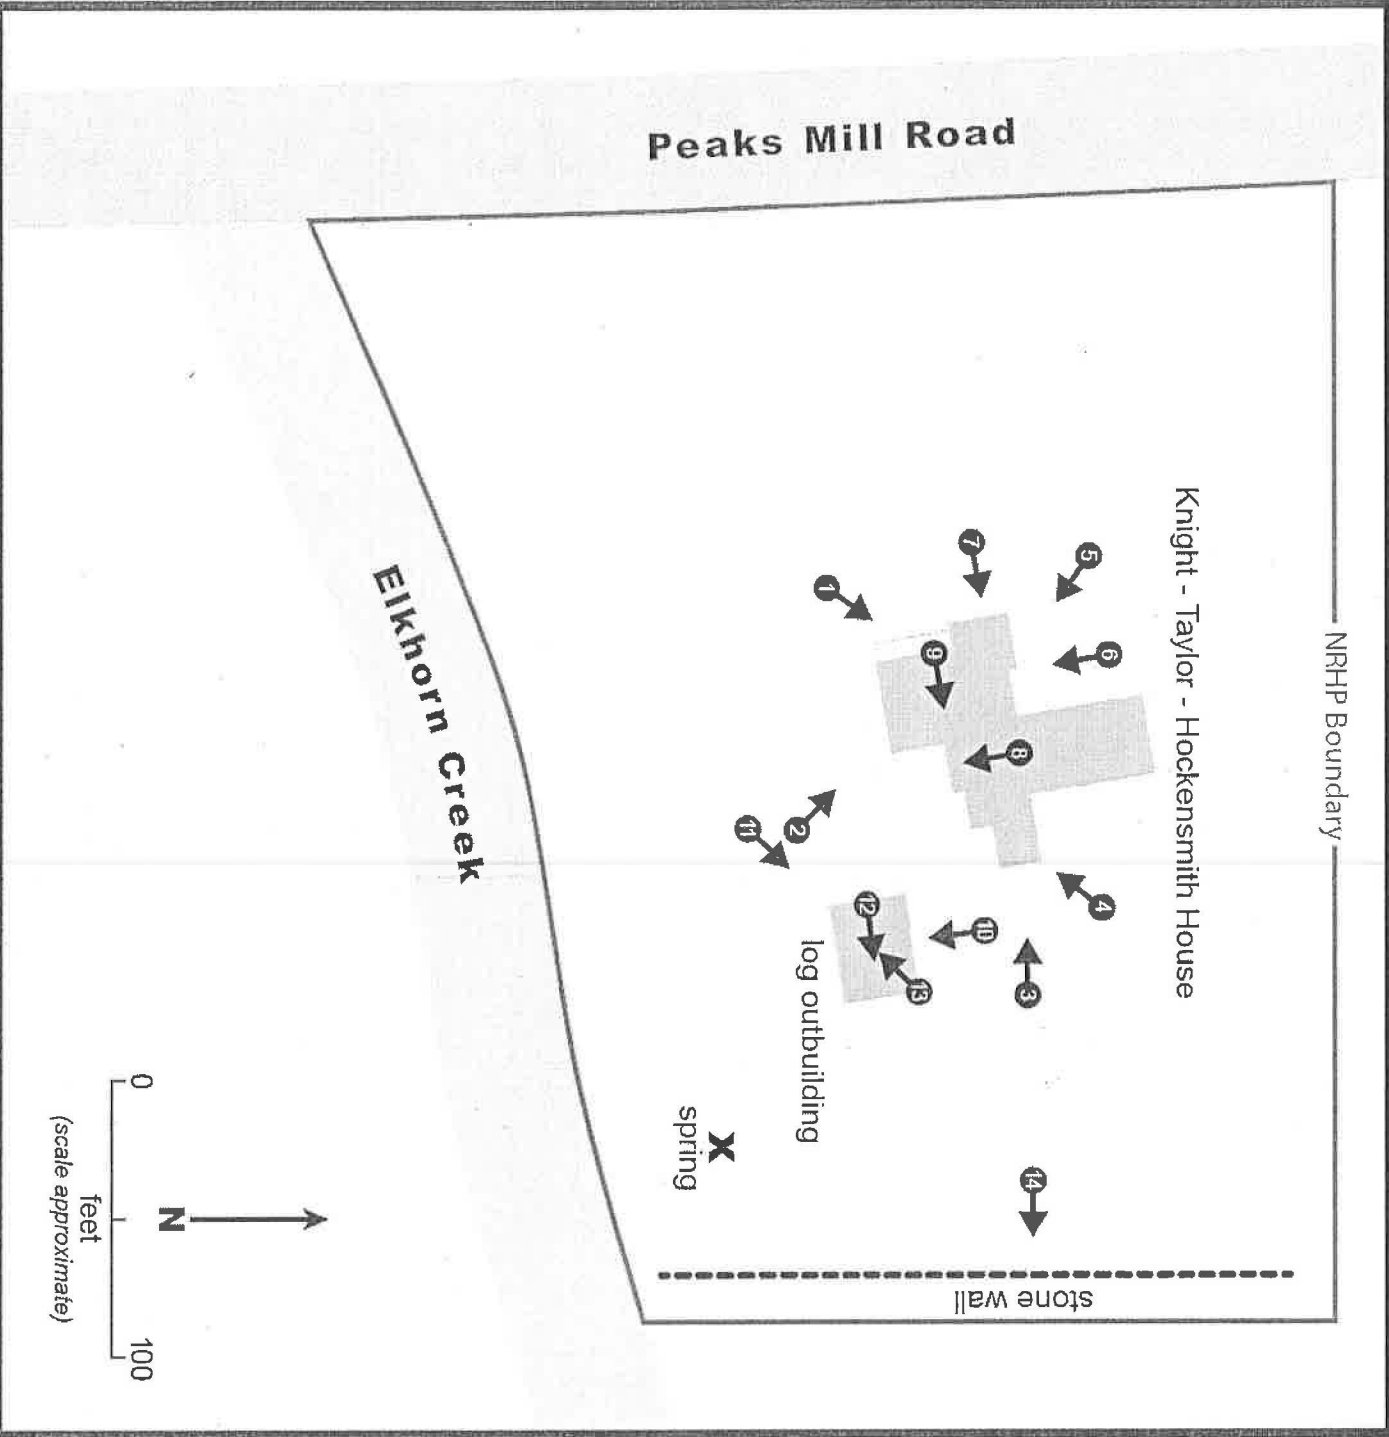 Peaks Mill Road
NRHP Boundary
Knight - Taylor - Hockensmith House
5
7
1
6
9
8
2
11
4
12
10
13
3
log outbuilding
Elkhorn Creek
X
spring
14
stone wall
N
0
100
feet
(scale approximate)